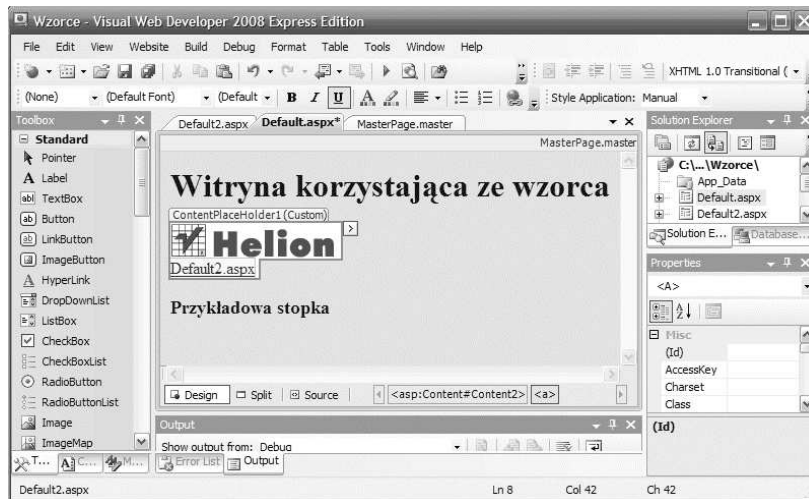 Wzorce - Visual Web Developer 2008 Express Edition
File Edit View Website Build Debug Format Table Tools Window Help
XHTML 1.0 Transitional (
(None) (Default Font) (Default B I U A Style Application: Manual
Toolbox
Standard
Pointer
A Label
abl TextBox
ab Button
ab LinkButton
ImageButton
A HyperLink
DropDownList
ListBox
CheckBox
CheckBoxList
RadioButton
RadioButtonList
Image
ImageMap
T... C... M...
Default2.aspx Default.aspx* MasterPage.master
MasterPage.master
Witryna korzystająca ze wzorca
ContentPlaceHolder1 (Custom)
Helion
Default2.aspx
Przykładowa stopka
Design Split Source <asp:Content#Content2> <a>
Output
Show output from: Debug
Error List Output
Solution Explorer
C:\...\Wzorce\
App_Data
Default.aspx
Default2.aspx
Solution E... Database...
Properties
<A>
Misc
(Id)
AccessKey
Charset
Class
(Id)
Default2.aspx Ln 8 Col 42 Ch 42